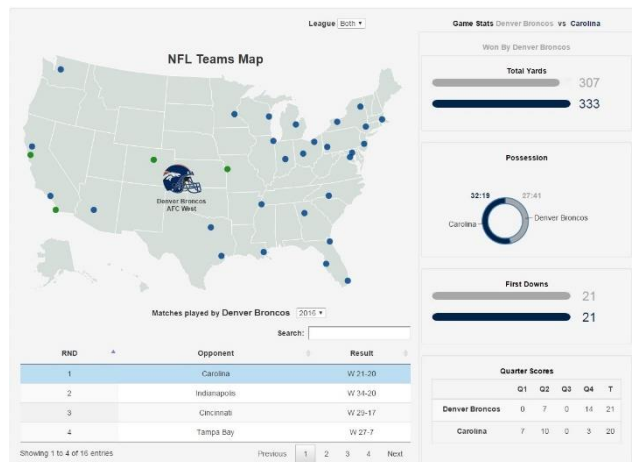 League Both
NFL Teams Map
Denver Broncos
AFC West
Matches played by Denver Broncos 2016
Search:
RND Opponent Result
1 Carolina W 21-20
2 Indianapolis W 34-20
3 Cincinnati W 29-17
4 Tampa Bay W 27-7
Showing 1 to 4 of 16 entries
Previous 1 2 3 4 Next
Game Stats Denver Broncos vs Carolina
Won By Denver Broncos
Total Yards
307
333
Possession
32:19 27:41
Carolina Denver Broncos
First Downs
21
21
Quarter Scores
Q1 Q2 Q3 Q4 T
Denver Broncos 0 7 0 14 21
Carolina 7 10 0 3 20